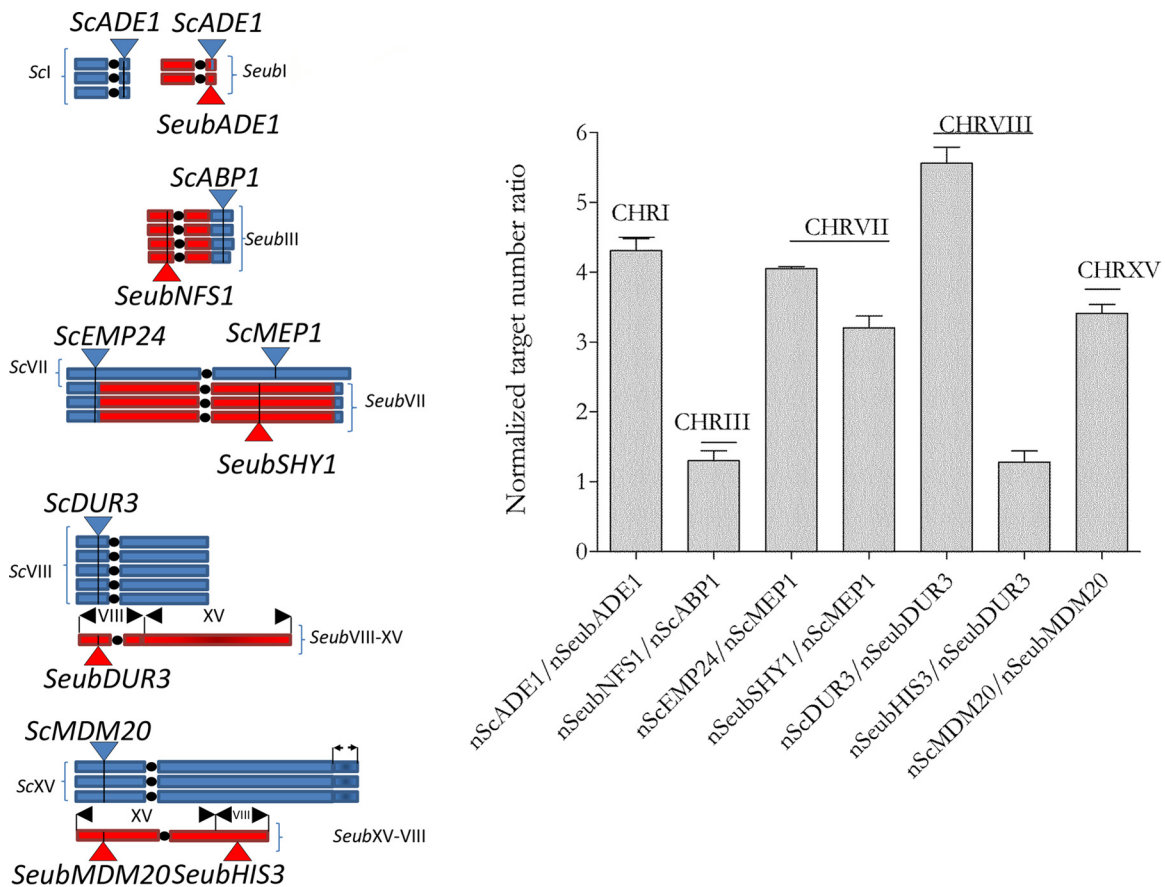 ScADE1 ScADE1
ScI SeubI
SeubADE1
ScABP1
SeubIII
SeubNFS1
ScEMP24 ScMEP1
ScVII
SeubVII
SeubSHY1
ScDUR3
ScVIII
VIII XV
SeubVIII-XV
SeubDUR3
ScMDM20
ScXV
XV VIII
SeubXV-VIII
SeubMDM20 SeubHIS3
Normalized target number ratio
6
5
4
3
2
1
0
CHRI
CHRIII
CHRVII
CHRVIII
CHRXV
nScADE1/nSeubADE1
nSeubNFS1/nScABP1
nScEMP24/nScMEP1
nSeubSHY1/nScMEP1
nScDUR3/nSeubDUR3
nSeubHIS3/nSeubDUR3
nScMDM20/nSeubMDM20